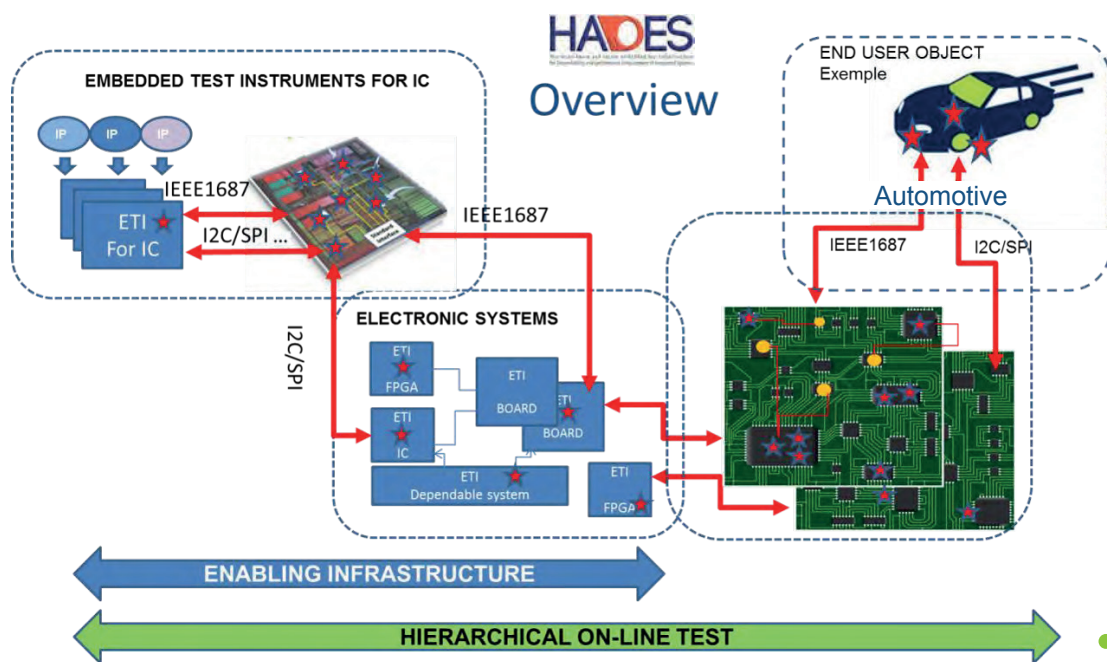 HADES
Overview
EMBEDDED TEST INSTRUMENTS FOR IC
IP
IP
IP
ETI
For IC
IEEE1687
I2C/SPI ...
Standard
Interface
IEEE1687
I2C/SPI
ELECTRONIC SYSTEMS
ETI
FPGA
ETI
IC
ETI
BOARD
ETI
BOARD
ETI
Dependable system
ETI
FPGA
END USER OBJECT
Exemple
Automotive
IEEE1687
I2C/SPI
ENABLING INFRASTRUCTURE
HIERARCHICAL ON-LINE TEST